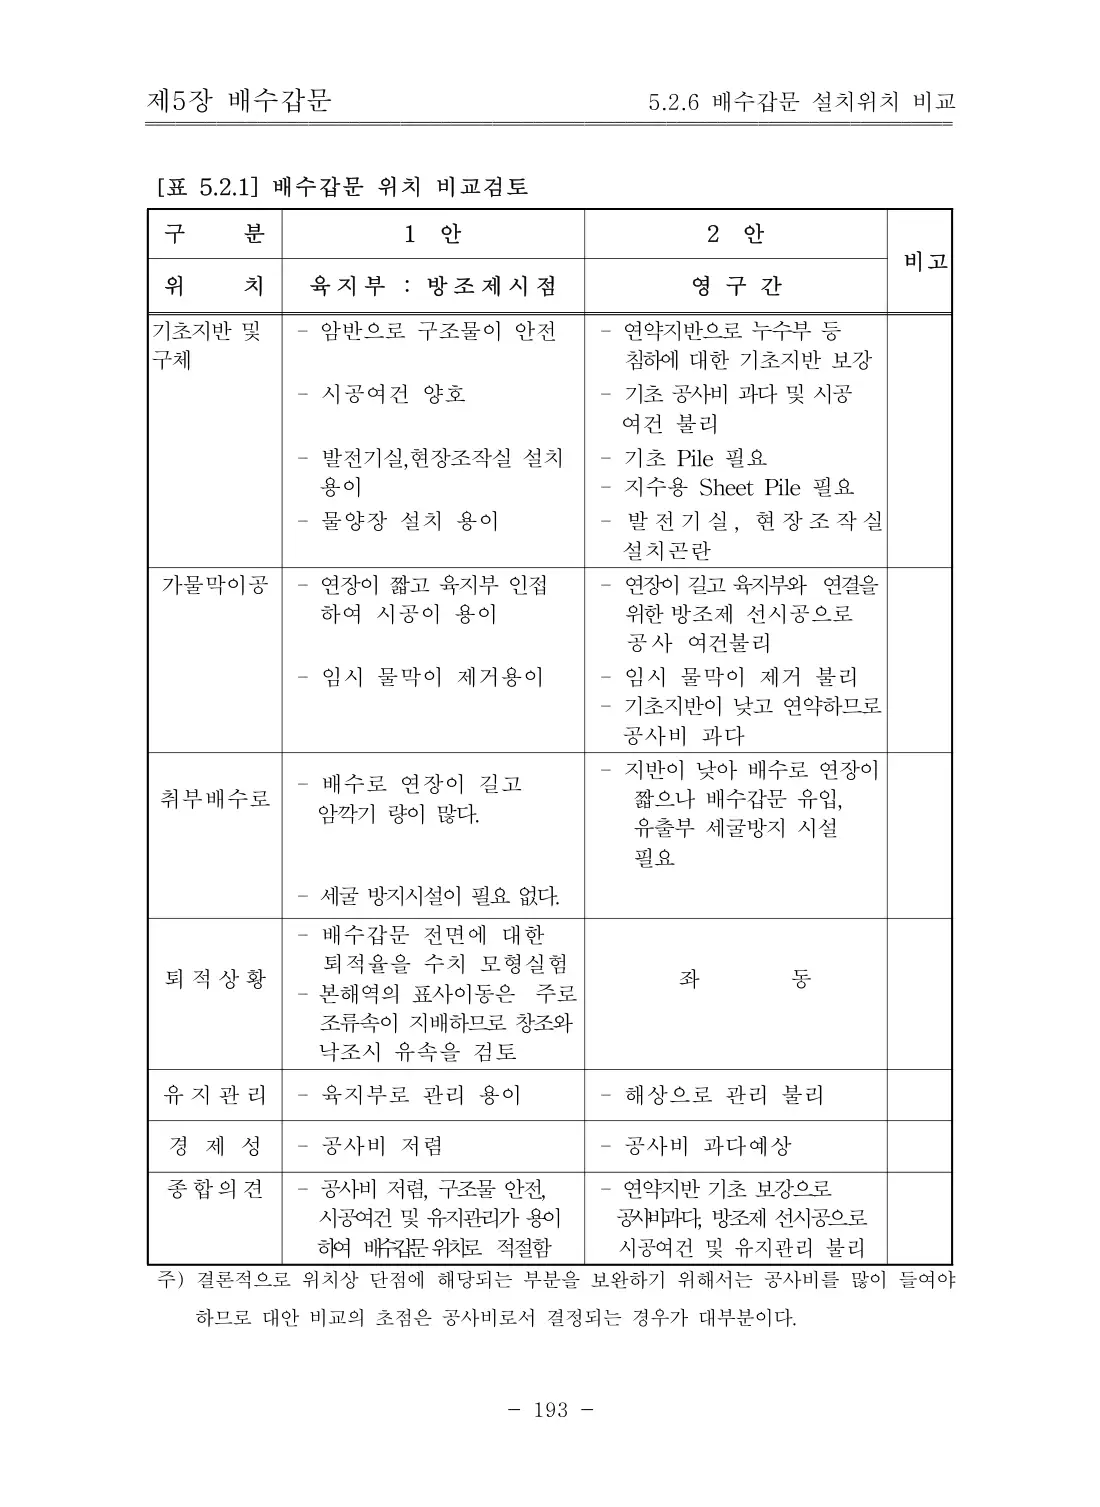 제5장 배수갑문
5.2.6 배수갑문 설치위치 비교
[표 5.2.1] 배수갑문 위치 비교검토
구 분
1 안
2 안
비고
위 치
육지부 : 방조제시점
영 구 간
기초지반 및
구체
- 암반으로 구조물이 안전
- 시공여건 양호
- 발전기실,현장조작실 설치
용이
- 물양장 설치 용이
- 연약지반으로 누수부 등
침하에 대한 기초지반 보강
- 기초 공사비 과다 및 시공
여건 불리
- 기초 Pile 필요
- 지수용 Sheet Pile 필요
- 발전기실, 현장조작실
설치곤란
가물막이공
- 연장이 짧고 육지부 인접
하여 시공이 용이
- 임시 물막이 제거용이
- 연장이 길고 육지부와 연결을
위한 방조제 선시공으로
공사 여건불리
- 임시 물막이 제거 불리
- 기초지반이 낮고 연약하므로
공사비 과다
취부배수로
- 배수로 연장이 길고
암깍기 량이 많다.
- 세굴 방지시설이 필요 없다.
- 지반이 낮아 배수로 연장이
짧으나 배수갑문 유입,
유출부 세굴방지 시설
필요
퇴적상황
- 배수갑문 전면에 대한
퇴적율을 수치 모형실험
- 본해역의 표사이동은 주로
조류속이 지배하므로 창조와
낙조시 유속을 검토
좌 동
유지관리
- 육지부로 관리 용이
- 해상으로 관리 불리
경 제 성
- 공사비 저렴
- 공사비 과다예상
종합의견
- 공사비 저렴, 구조물 안전,
시공여건 및 유지관리가 용이
하여 배수갑문 위치로 적절함
- 연약지반 기초 보강으로
공사비과다, 방조제 선시공으로
시공여건 및 유지관리 불리
주) 결론적으로 위치상 단점에 해당되는 부분을 보완하기 위해서는 공사비를 많이 들여야
하므로 대안 비교의 초점은 공사비로서 결정되는 경우가 대부분이다.
- 193 -